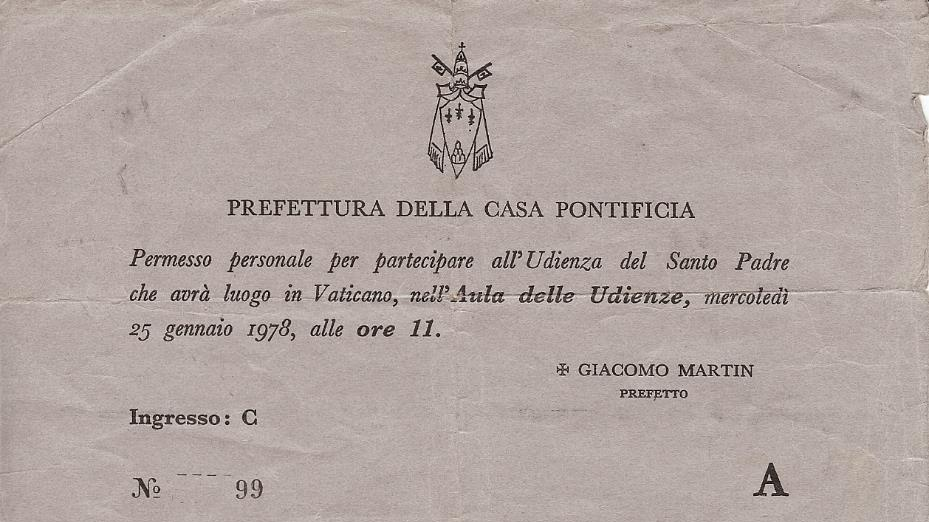 PREFETTURA DELLA CASA PONTIFICIA
Permesso personale per partecipare all'Udienza del Santo Padre
che avrà luogo in Vaticano, nell'Aula delle Udienze, mercoledì
25 gennaio 1978, alle ore 11.
✠ GIACOMO MARTIN
PREFETTO
Ingresso: C
№ ---- 99
A